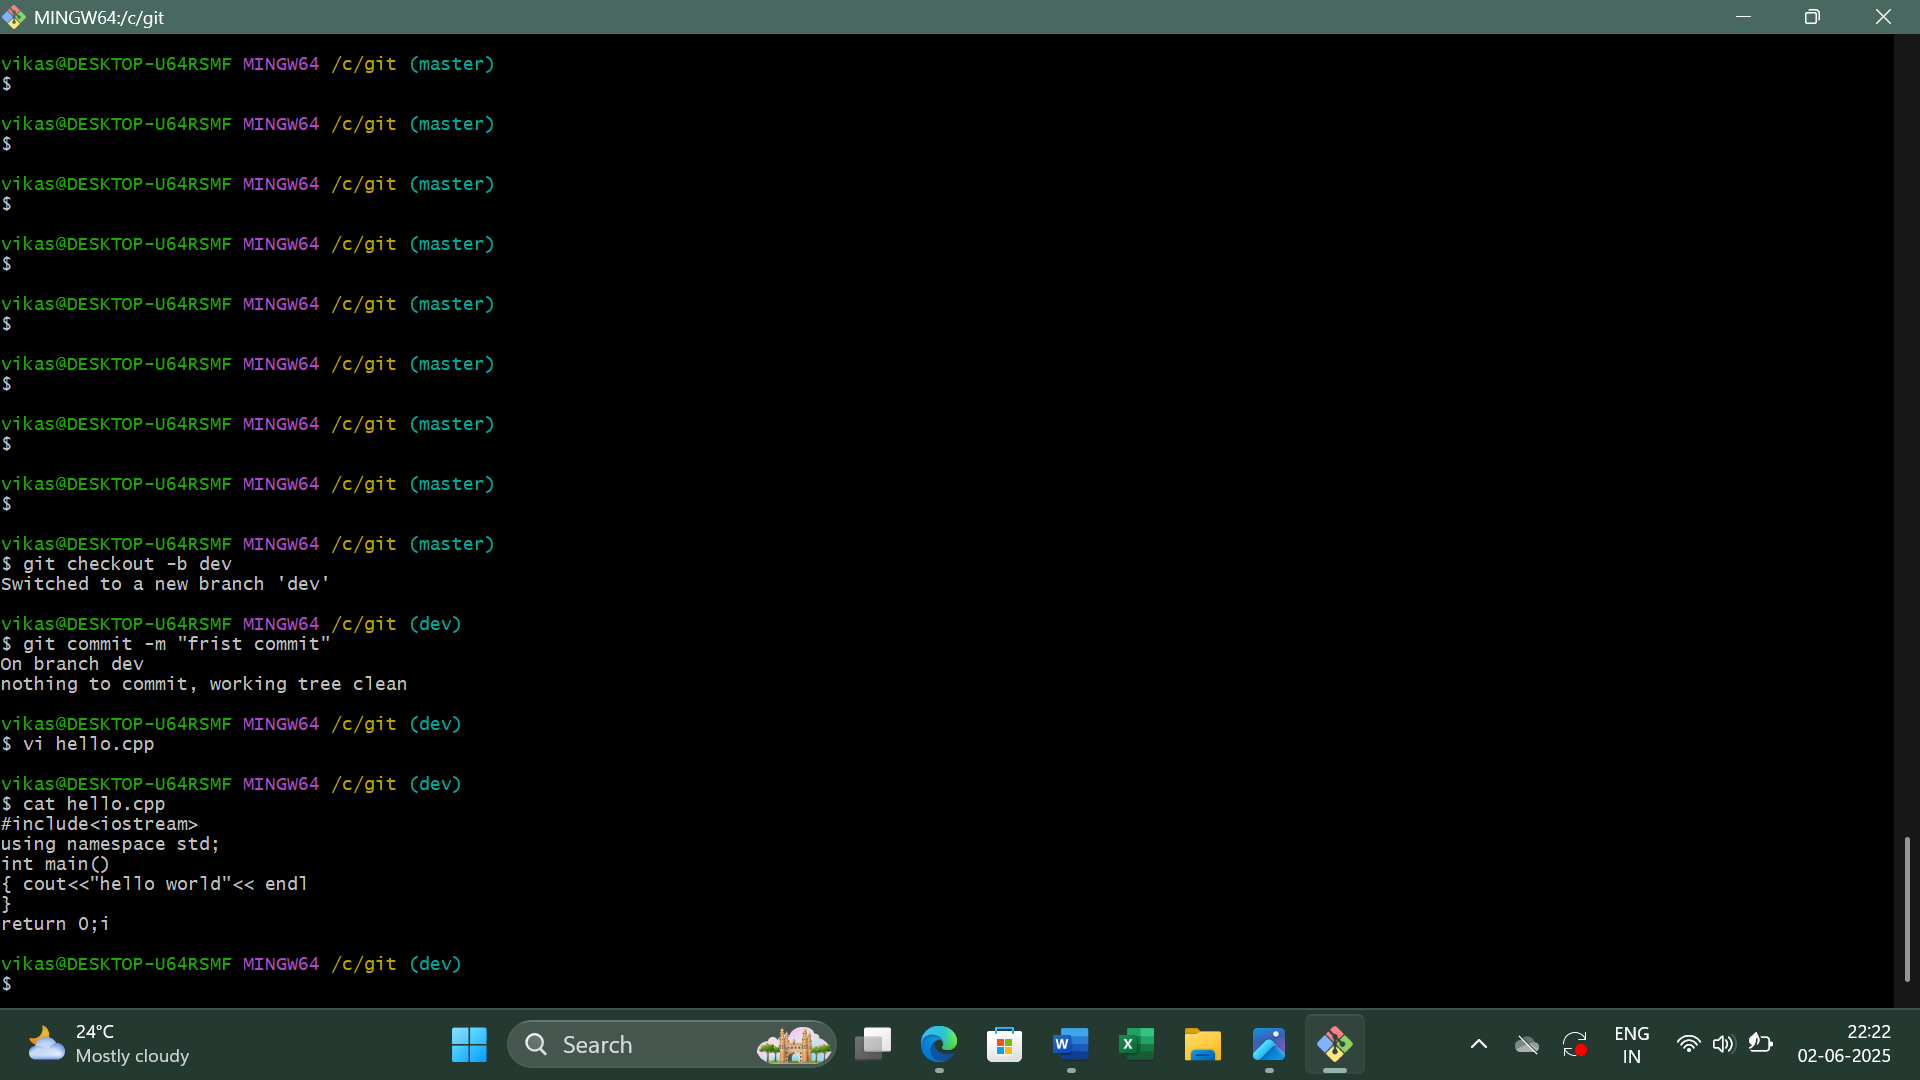 MINGW64:/c/git
vikas@DESKTOP-U64RSMF MINGW64 /c/git (master)
$
vikas@DESKTOP-U64RSMF MINGW64 /c/git (master)
$
vikas@DESKTOP-U64RSMF MINGW64 /c/git (master)
$
vikas@DESKTOP-U64RSMF MINGW64 /c/git (master)
$
vikas@DESKTOP-U64RSMF MINGW64 /c/git (master)
$
vikas@DESKTOP-U64RSMF MINGW64 /c/git (master)
$
vikas@DESKTOP-U64RSMF MINGW64 /c/git (master)
$
vikas@DESKTOP-U64RSMF MINGW64 /c/git (master)
$
vikas@DESKTOP-U64RSMF MINGW64 /c/git (master)
$ git checkout -b dev
Switched to a new branch 'dev'
vikas@DESKTOP-U64RSMF MINGW64 /c/git (dev)
$ git commit -m "frist commit"
On branch dev
nothing to commit, working tree clean
vikas@DESKTOP-U64RSMF MINGW64 /c/git (dev)
$ vi hello.cpp
vikas@DESKTOP-U64RSMF MINGW64 /c/git (dev)
$ cat hello.cpp
#include<iostream>
using namespace std;
int main()
{ cout<<"hello world"<< endl
}
return 0;i
vikas@DESKTOP-U64RSMF MINGW64 /c/git (dev)
$
24°C
Mostly cloudy
Search
W
X
ENG
IN
22:22
02-06-2025